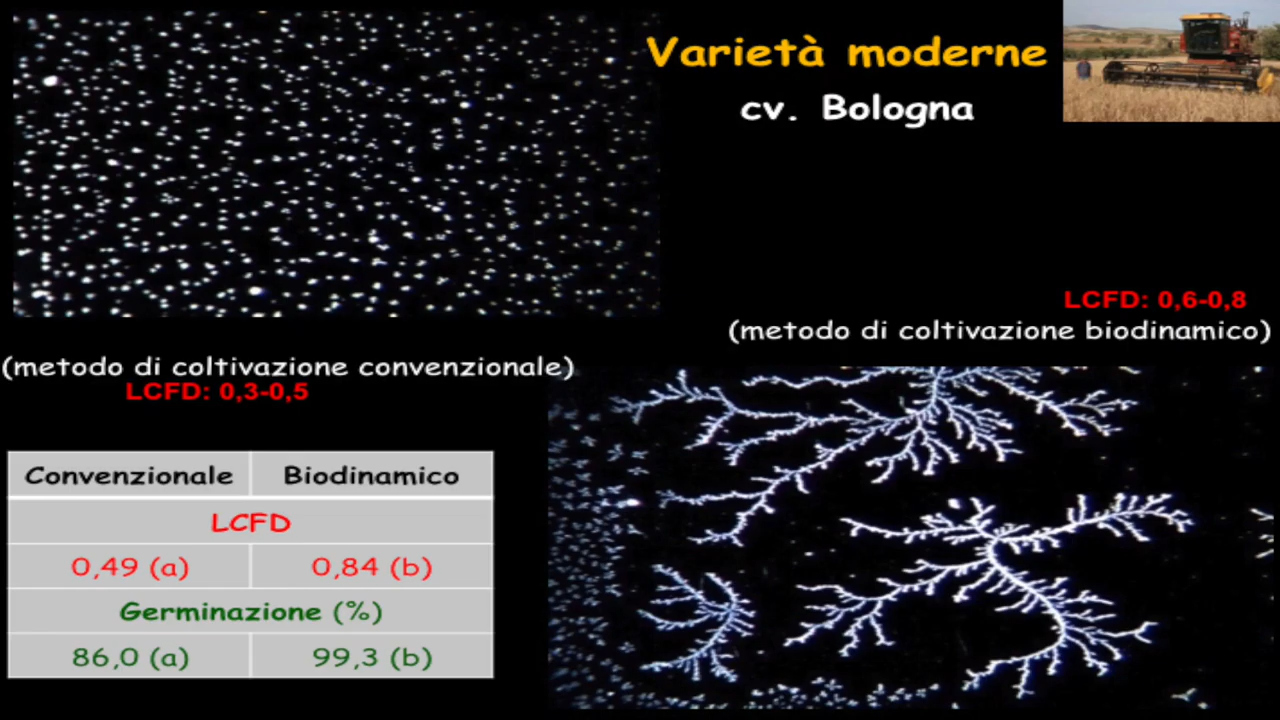 Varietà moderne
cv. Bologna
LCFD: 0,6-0,8
(metodo di coltivazione biodinamico)
(metodo di coltivazione convenzionale)
LCFD: 0,3-0,5
Convenzionale Biodinamico
LCFD
0,49 (a) 0,84 (b)
Germinazione (%)
86,0 (a) 99,3 (b)